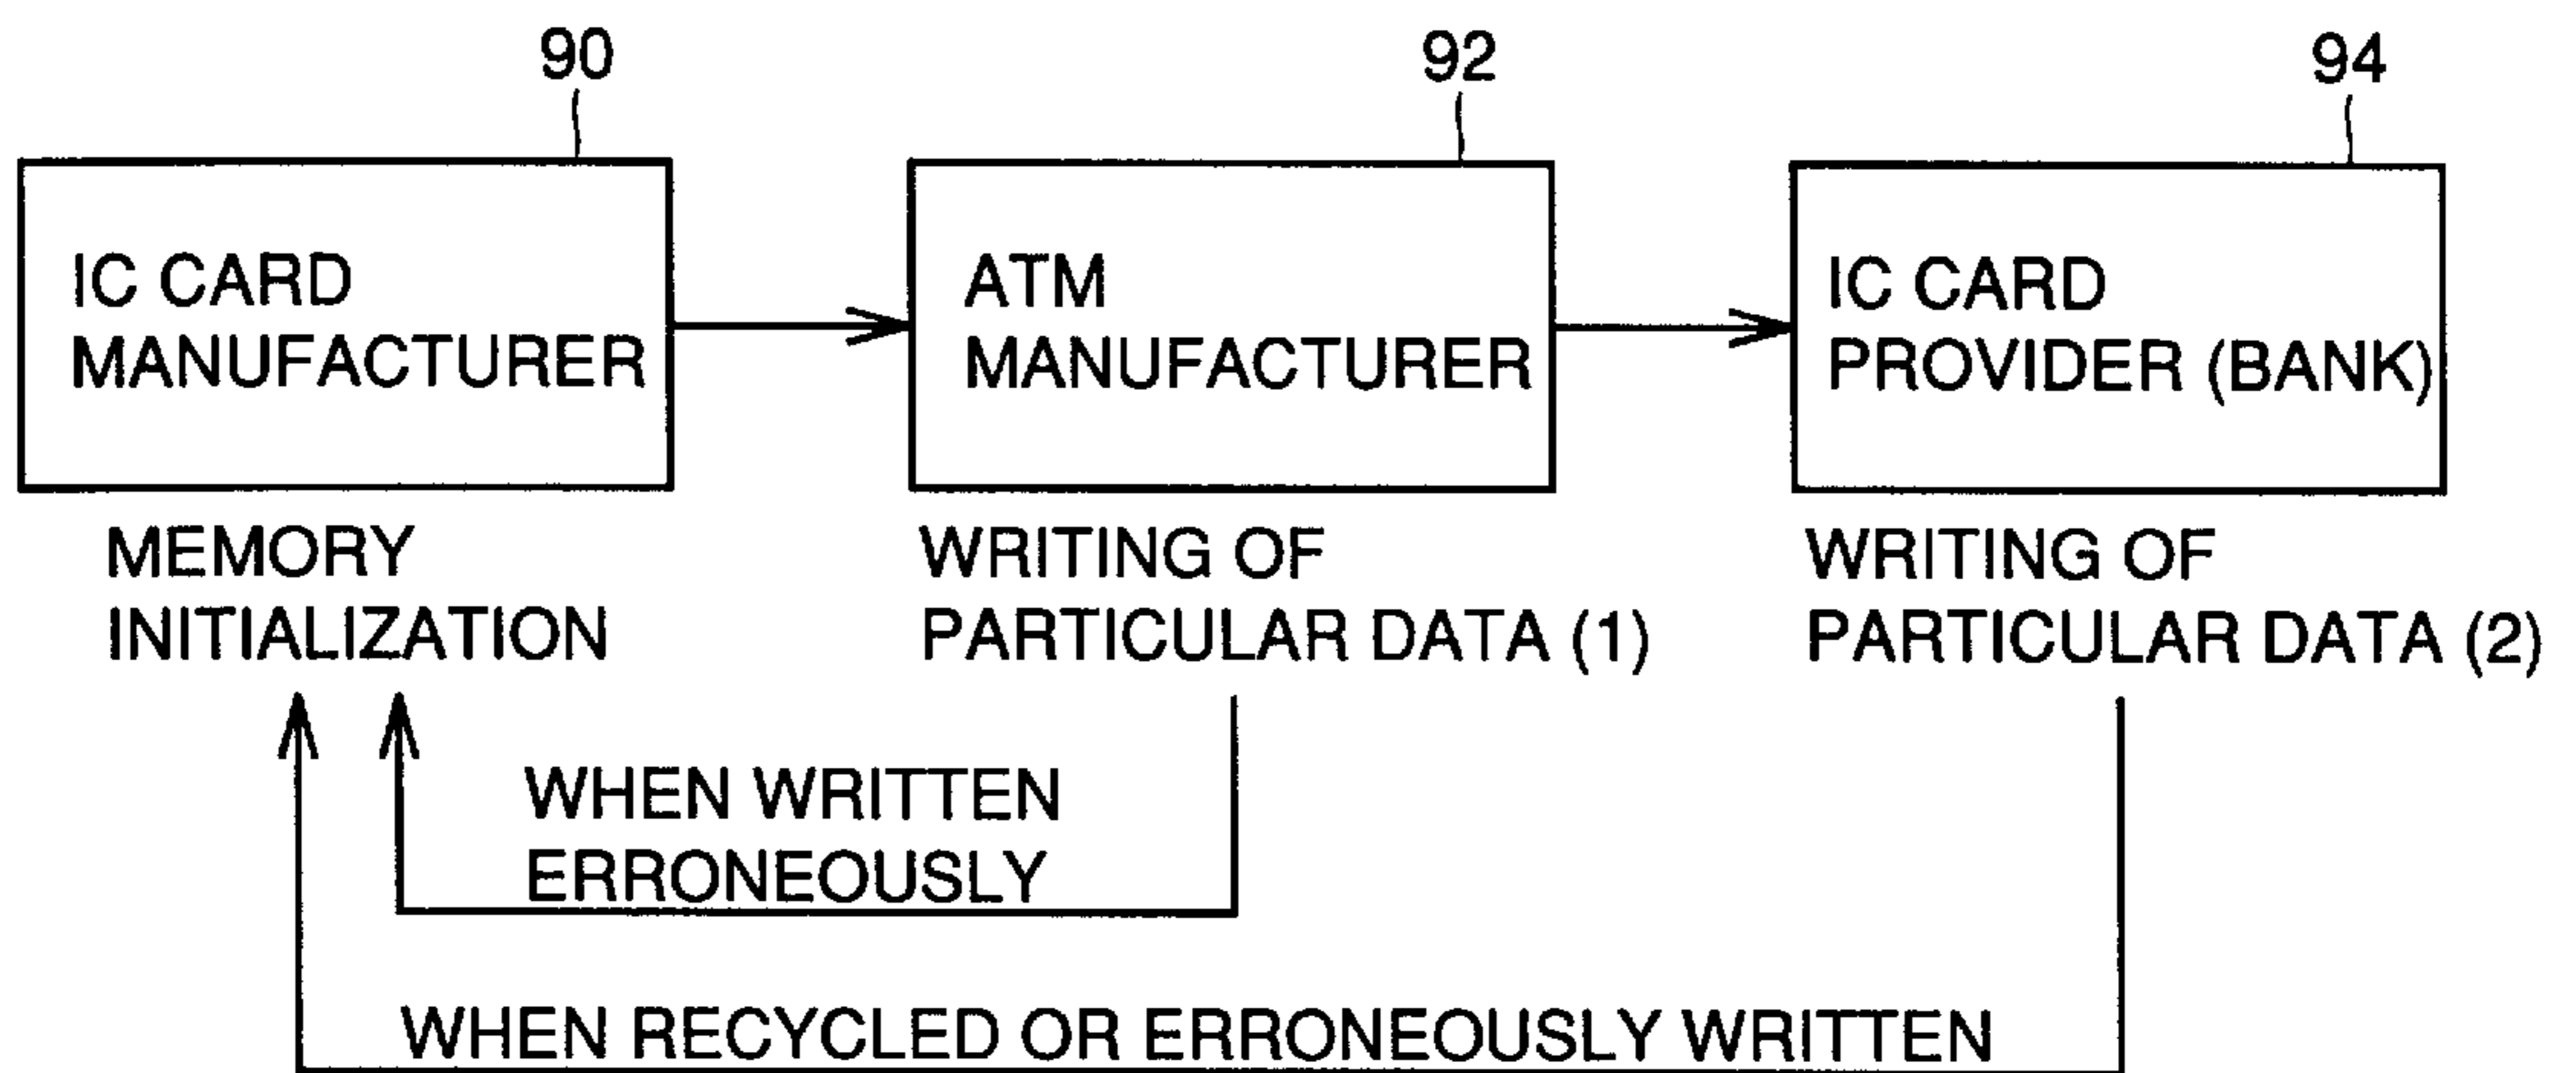 90
92
94
IC CARD
MANUFACTURER
ATM
MANUFACTURER
IC CARD
PROVIDER (BANK)
MEMORY
INITIALIZATION
WRITING OF
PARTICULAR DATA (1)
WRITING OF
PARTICULAR DATA (2)
WHEN WRITTEN
ERRONEOUSLY
WHEN RECYCLED OR ERRONEOUSLY WRITTEN